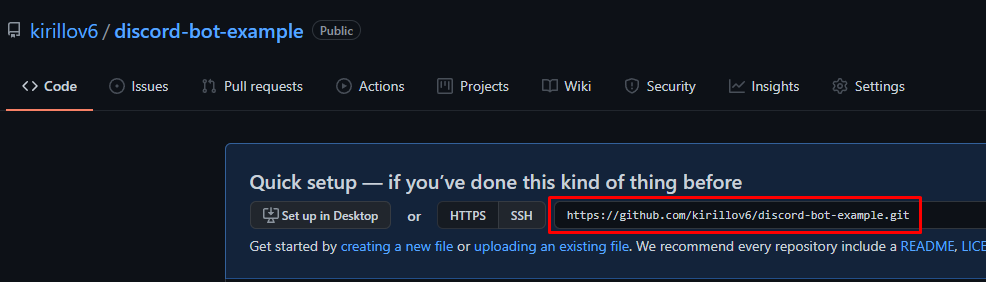 kirillov6 / discord-bot-example Public
Code Issues Pull requests Actions Projects Wiki Security Insights Settings
Quick setup — if you’ve done this kind of thing before
Set up in Desktop or HTTPS SSH https://github.com/kirillov6/discord-bot-example.git
Get started by creating a new file or uploading an existing file. We recommend every repository include a README, LICE